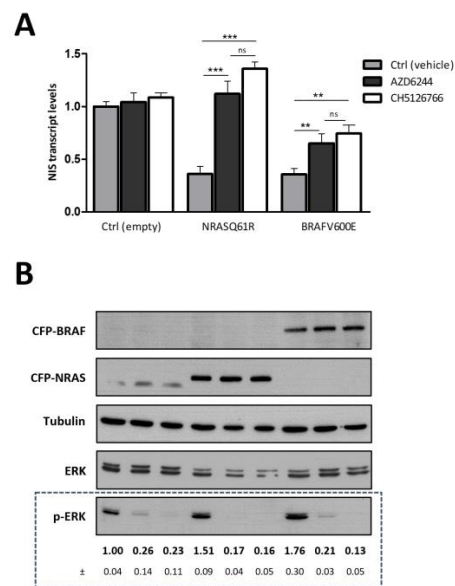 A
1.5
1.0
0.5
0.0
NIS transcript levels
Ctrl (empty)
NRASQ61R
BRAFV600E
***
***
ns
**
**
ns
Ctrl (vehicle)
AZD6244
CH5126766
B
CFP-BRAF
CFP-NRAS
Tubulin
ERK
p-ERK
1.00 0.26 0.23 1.51 0.17 0.16 1.76 0.21 0.13
± 0.04 0.14 0.11 0.09 0.04 0.05 0.30 0.03 0.05